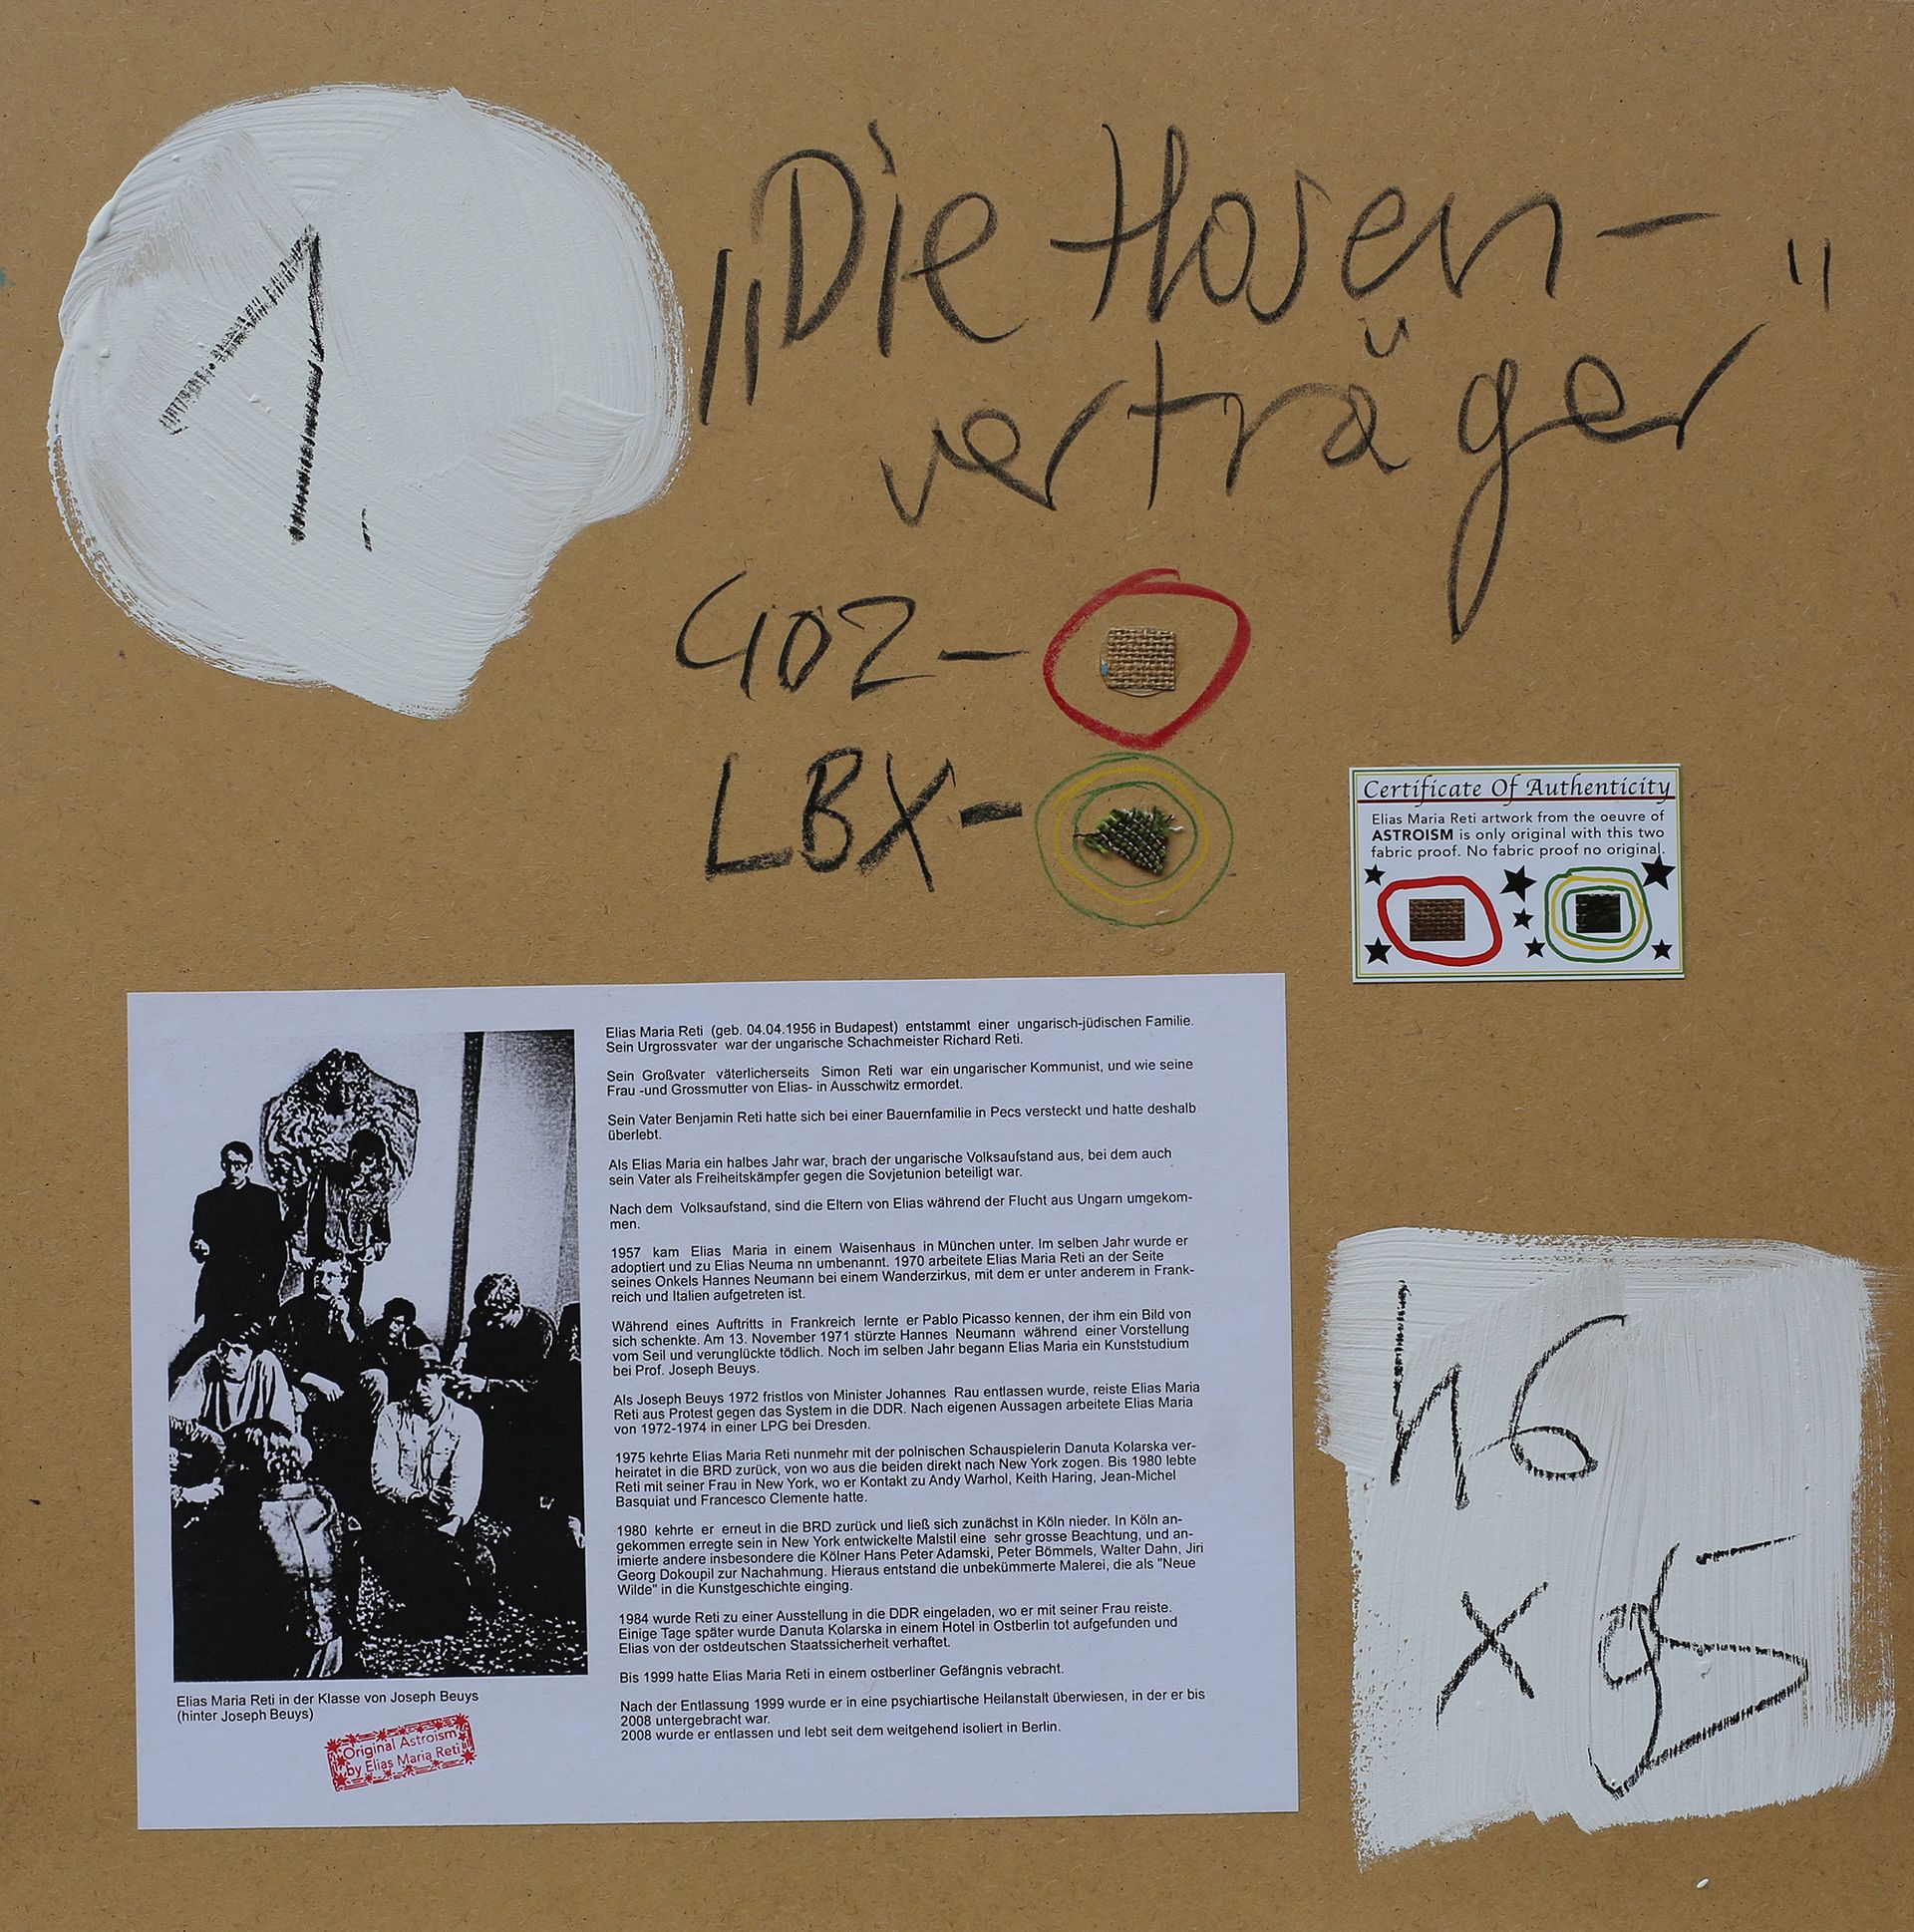 1.
„Die Hosen-
verträger"
402-
LBX-
Certificate Of Authenticity
Elias Maria Reti artwork from the oeuvre of
ASTROISM is only original with this two
fabric proof. No fabric proof no original.
Elias Maria Reti (geb. 04.04.1956 in Budapest) entstammt einer ungarisch-jüdischen Familie.
Sein Urgrossvater war der ungarische Schachmeister Richard Reti.
Sein Großvater väterlicherseits Simon Reti war ein ungarischer Kommunist, und wie seine
Frau -und Grossmutter von Elias- in Ausschwitz ermordet.
Sein Vater Benjamin Reti hatte sich bei einer Bauernfamilie in Pecs versteckt und hatte deshalb
überlebt.
Als Elias Maria ein halbes Jahr war, brach der ungarische Volksaufstand aus, bei dem auch
sein Vater als Freiheitskämpfer gegen die Sovjetunion beteiligt war.
Nach dem Volksaufstand, sind die Eltern von Elias während der Flucht aus Ungarn umgekom-
men.
1957 kam Elias Maria in einem Waisenhaus in München unter. Im selben Jahr wurde er
adoptiert und zu Elias Neuma nn umbenannt. 1970 arbeitete Elias Maria Reti an der Seite
seines Onkels Hannes Neumann bei einem Wanderzirkus, mit dem er unter anderem in Frank-
reich und Italien aufgetreten ist.
Während eines Auftritts in Frankreich lernte er Pablo Picasso kennen, der ihm ein Bild von
sich schenkte. Am 13. November 1971 stürzte Hannes Neumann während einer Vorstellung
vom Seil und verunglückte tödlich. Noch im selben Jahr begann Elias Maria ein Kunststudium
bei Prof. Joseph Beuys.
Als Joseph Beuys 1972 fristlos von Minister Johannes Rau entlassen wurde, reiste Elias Maria
Reti aus Protest gegen das System in die DDR. Nach eigenen Aussagen arbeitete Elias Maria
von 1972-1974 in einer LPG bei Dresden.
1975 kehrte Elias Maria Reti nunmehr mit der polnischen Schauspielerin Danuta Kolarska ver-
heiratet in die BRD zurück, von wo aus die beiden direkt nach New York zogen. Bis 1980 lebte
Reti mit seiner Frau in New York, wo er Kontakt zu Andy Warhol, Keith Haring, Jean-Michel
Basquiat und Francesco Clemente hatte.
1980 kehrte er erneut in die BRD zurück und ließ sich zunächst in Köln nieder. In Köln an-
gekommen erregte sein in New York entwickelte Malstil eine sehr grosse Beachtung, und an-
imierte andere insbesondere die Kölner Hans Peter Adamski, Peter Bömmels, Walter Dahn, Jiri
Georg Dokoupil zur Nachahmung. Hieraus entstand die unbekümmerte Malerei, die als "Neue
Wilde" in die Kunstgeschichte einging.
1984 wurde Reti zu einer Ausstellung in die DDR eingeladen, wo er mit seiner Frau reiste.
Einige Tage später wurde Danuta Kolarska in einem Hotel in Ostberlin tot aufgefunden und
Elias von der ostdeutschen Staatssicherheit verhaftet.
Bis 1999 hatte Elias Maria Reti in einem ostberliner Gefängnis vebracht.
Nach der Entlassung 1999 wurde er in eine psychiartische Heilanstalt überwiesen, in der er bis
2008 untergebracht war.
2008 wurde er entlassen und lebt seit dem weitgehend isoliert in Berlin.
Elias Maria Reti in der Klasse von Joseph Beuys
(hinter Joseph Beuys)
Original Astroism
by Elias Maria Reti
h6
x g5